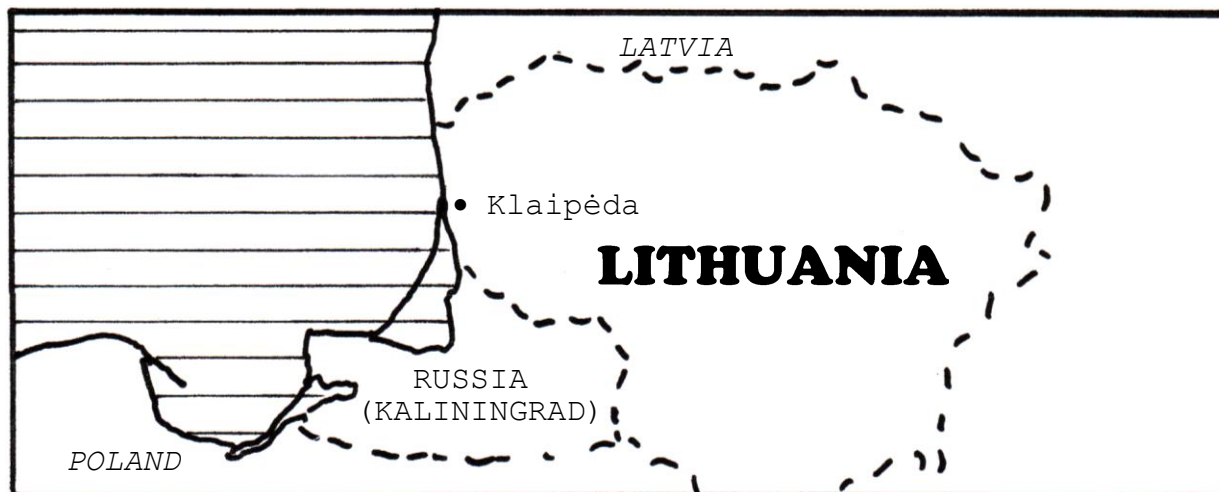 LATVIA
Klaipėda
LITHUANIA
RUSSIA
(KALININGRAD)
POLAND